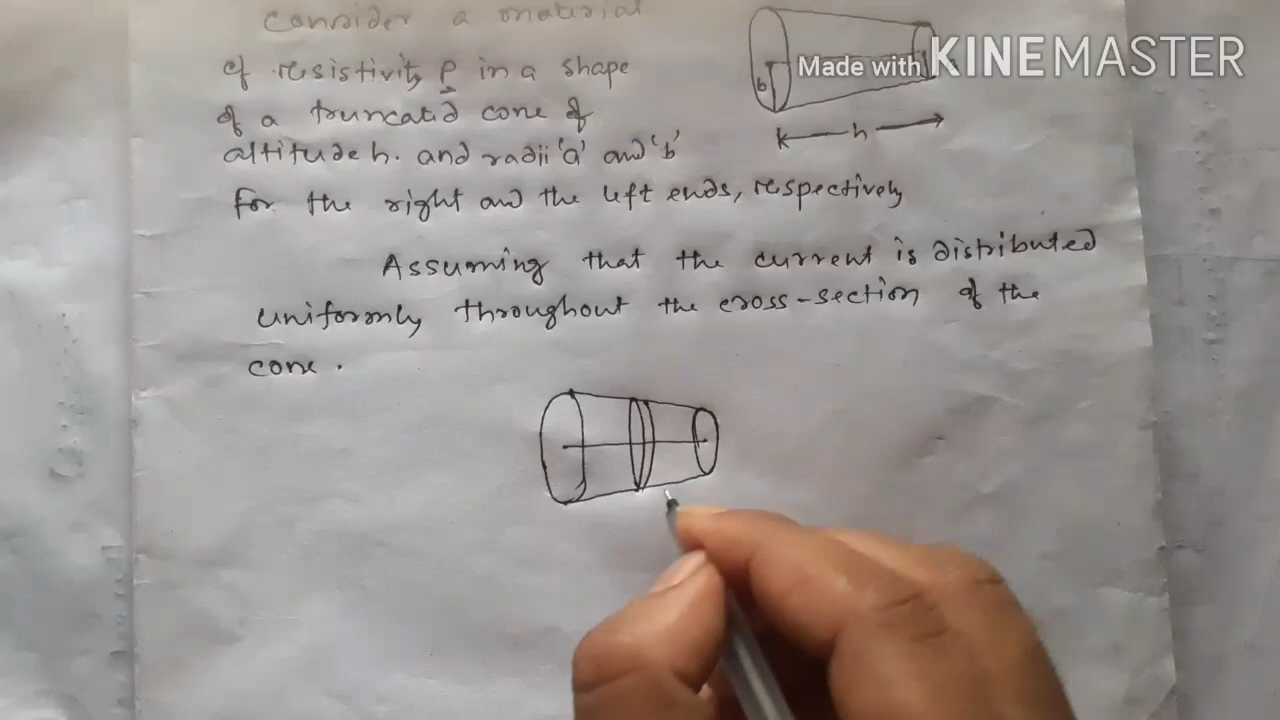 Consider a material
of resistivity ρ in a shape
of a truncated cone of
altitude h. and radii 'a' and 'b'
for the right and the left ends, respectively
Assuming that the current is distributed
uniformly throughout the cross-section of the
cone.
b
h
Made with KINEMASTER